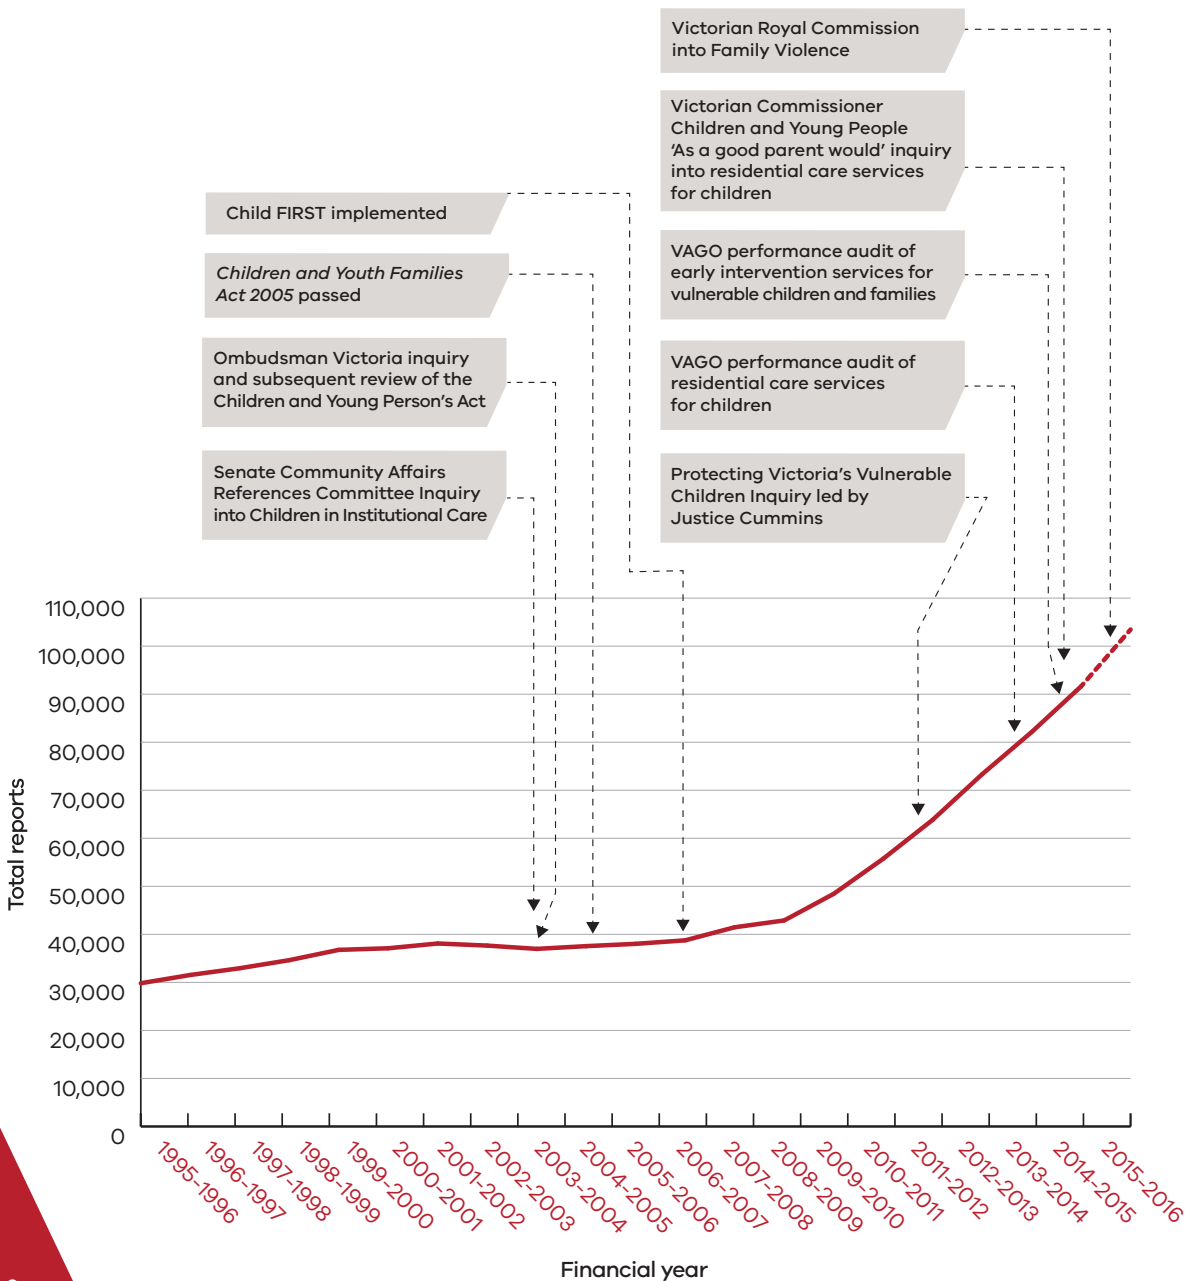 Victorian Royal Commission
into Family Violence
Victorian Commissioner
Children and Young People
‘As a good parent would’ inquiry
into residential care services
for children
Child FIRST implemented
VAGO performance audit of
early intervention services for
vulnerable children and families
Children and Youth Families
Act 2005 passed
Ombudsman Victoria inquiry
and subsequent review of the
Children and Young Person’s Act
VAGO performance audit of
residential care services
for children
Senate Community Affairs
References Committee Inquiry
into Children in Institutional Care
Protecting Victoria’s Vulnerable
Children Inquiry led by
Justice Cummins
Total reports
110,000
100,000
90,000
80,000
70,000
60,000
50,000
40,000
30,000
20,000
10,000
0
1995-1996
1996-1997
1997-1998
1998-1999
1999-2000
2000-2001
2001-2002
2002-2003
2003-2004
2004-2005
2005-2006
2006-2007
2007-2008
2008-2009
2009-2010
2010-2011
2011-2012
2012-2013
2013-2014
2014-2015
2015-2016
Financial year